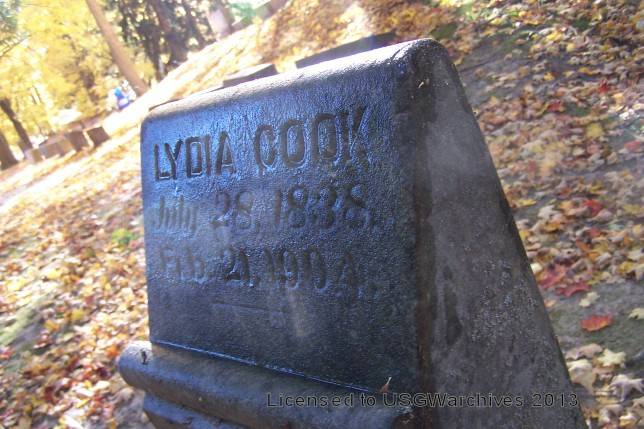 LYDIA COOK
July 28, 1838.
Feb. 21, 1904.
Licensed to USGWarchives 2013